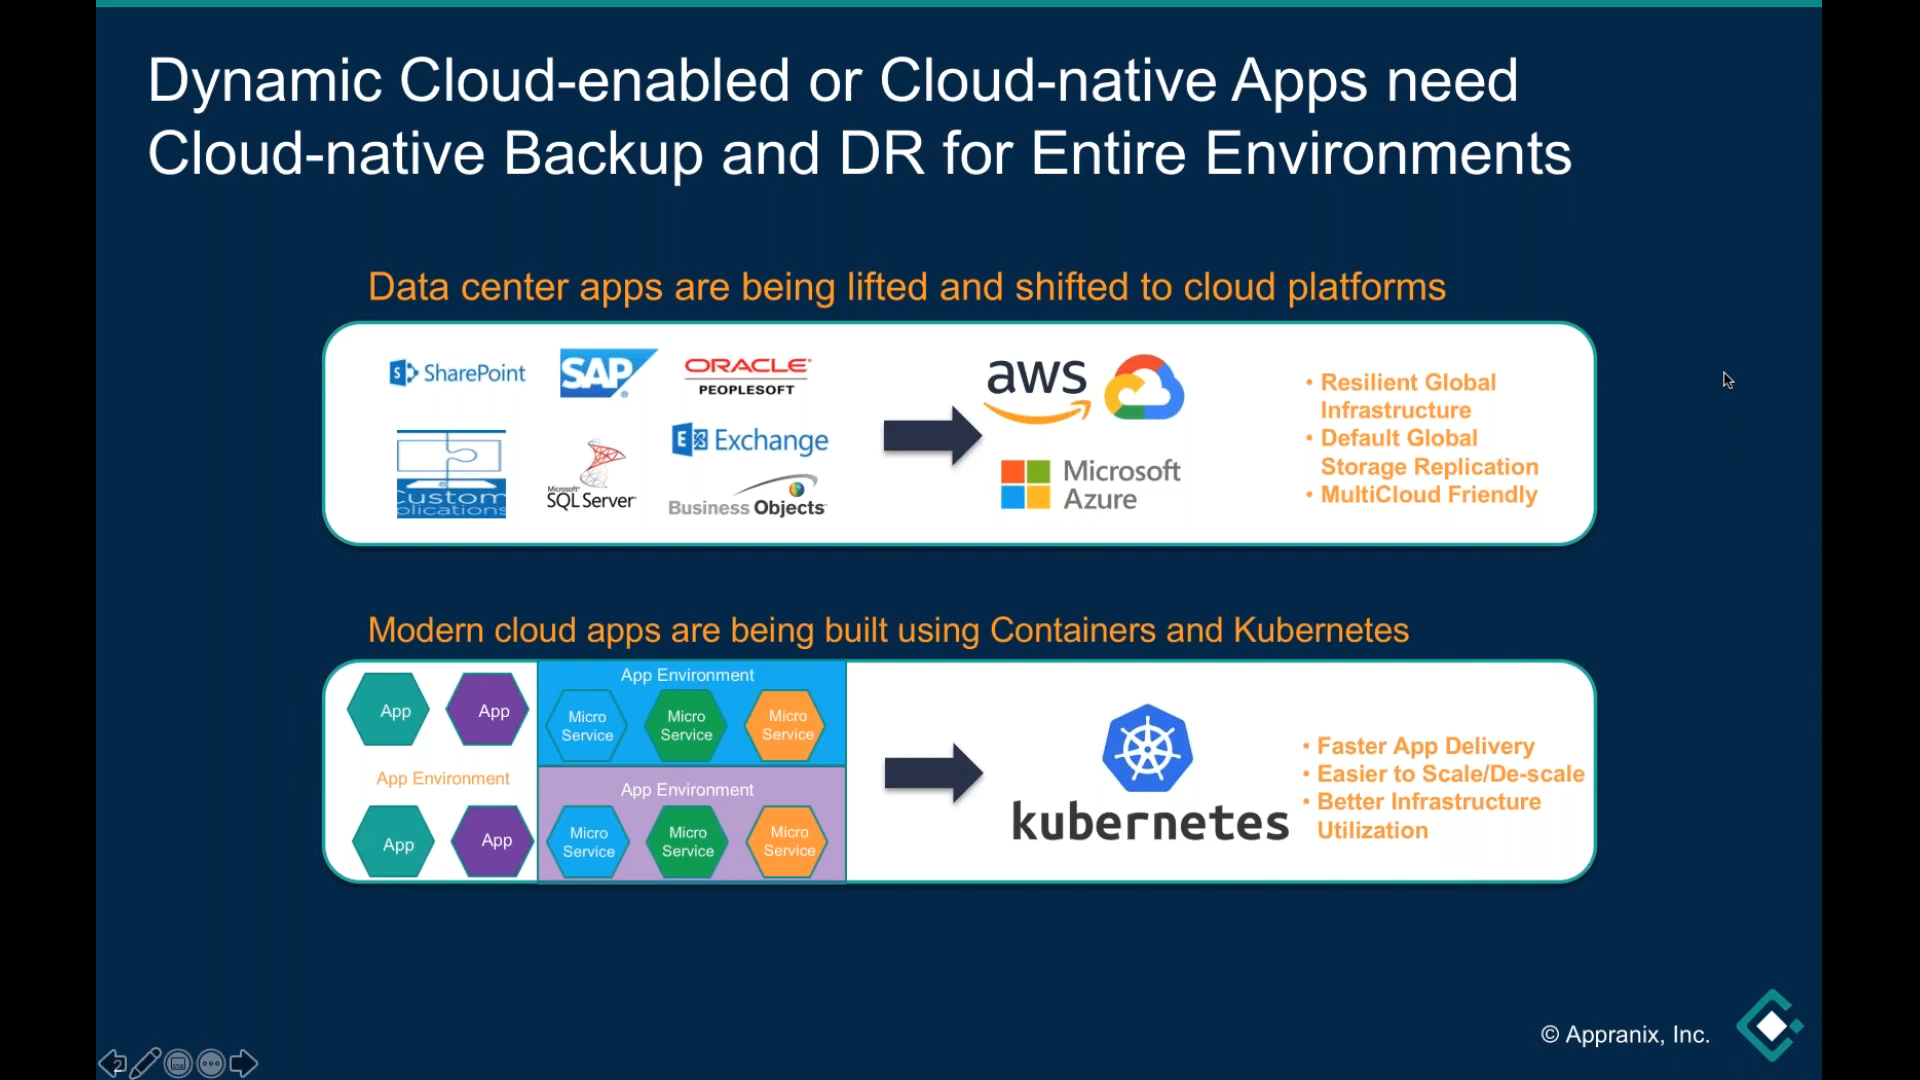 Dynamic Cloud-enabled or Cloud-native Apps need
Cloud-native Backup and DR for Entire Environments
Data center apps are being lifted and shifted to cloud platforms
S SharePoint
SAP
®
ORACLE®
PEOPLESOFT
E Exchange
Custom
plications
Microsoft®
SQL Server
Business Objects
aws
Microsoft
Azure
• Resilient Global
Infrastructure
• Default Global
Storage Replication
• MultiCloud Friendly
Modern cloud apps are being built using Containers and Kubernetes
App
App
App Environment
App
App
App Environment
Micro
Service
Micro
Service
Micro
Service
App Environment
Micro
Service
Micro
Service
Micro
Service
kubernetes
• Faster App Delivery
• Easier to Scale/De-scale
• Better Infrastructure
Utilization
© Appranix, Inc.
2